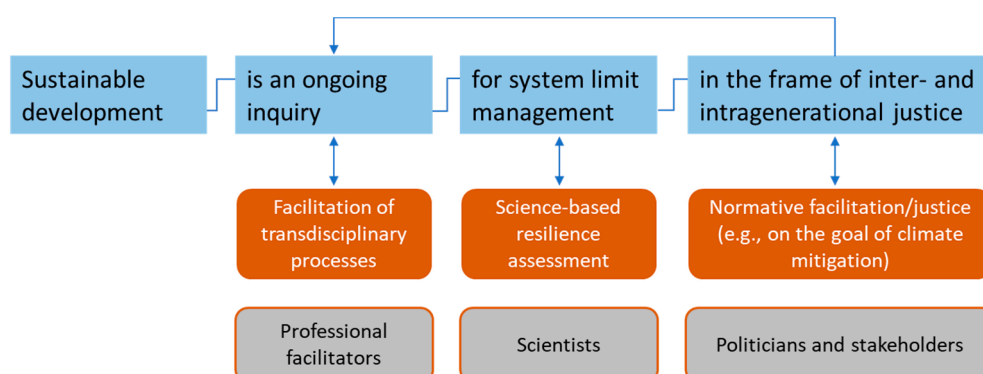 Sustainable
development
is an ongoing
inquiry
for system limit
management
in the frame of inter- and
intragenerational justice
Facilitation of
transdisciplinary
processes
Science-based
resilience
assessment
Normative facilitation/justice
(e.g., on the goal of climate
mitigation)
Professional
facilitators
Scientists
Politicians and stakeholders